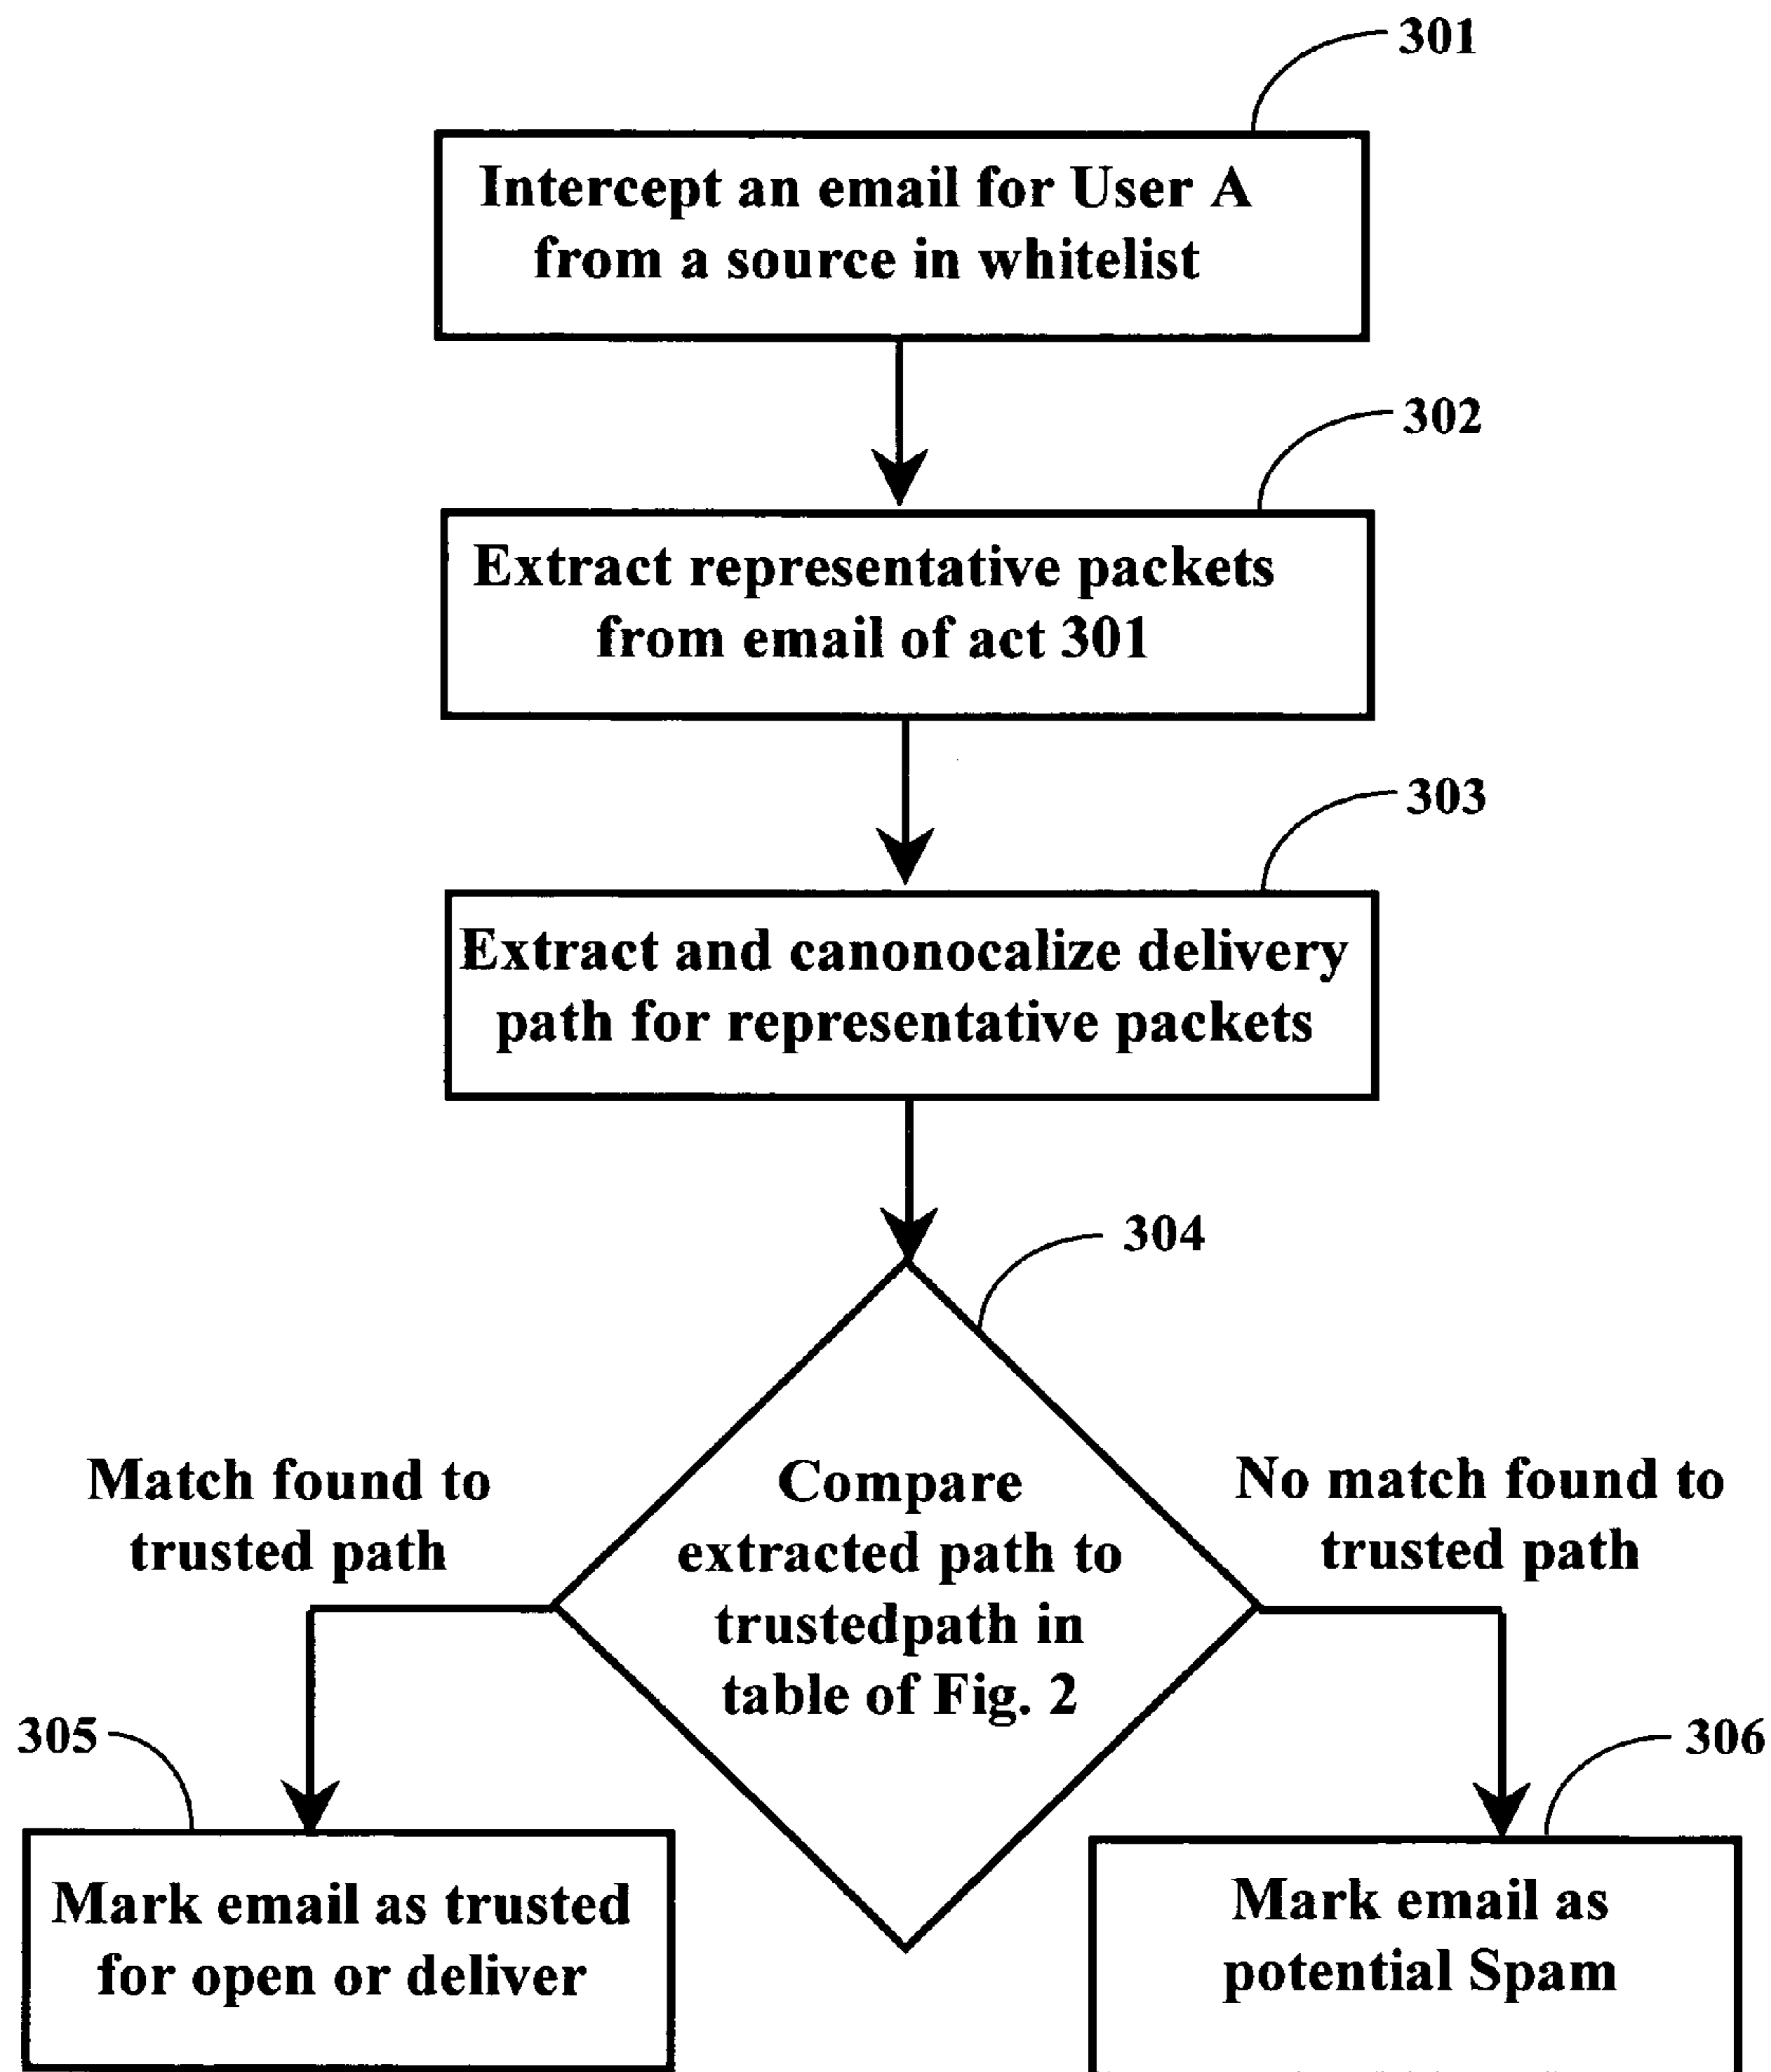 301
Intercept an email for User A
from a source in whitelist
302
Extract representative packets
from email of act 301
303
Extract and canonocalize delivery
path for representative packets
304
Match found to
trusted path
Compare
extracted path to
trustedpath in
table of Fig. 2
No match found to
trusted path
305
306
Mark email as trusted
for open or deliver
Mark email as
potential Spam